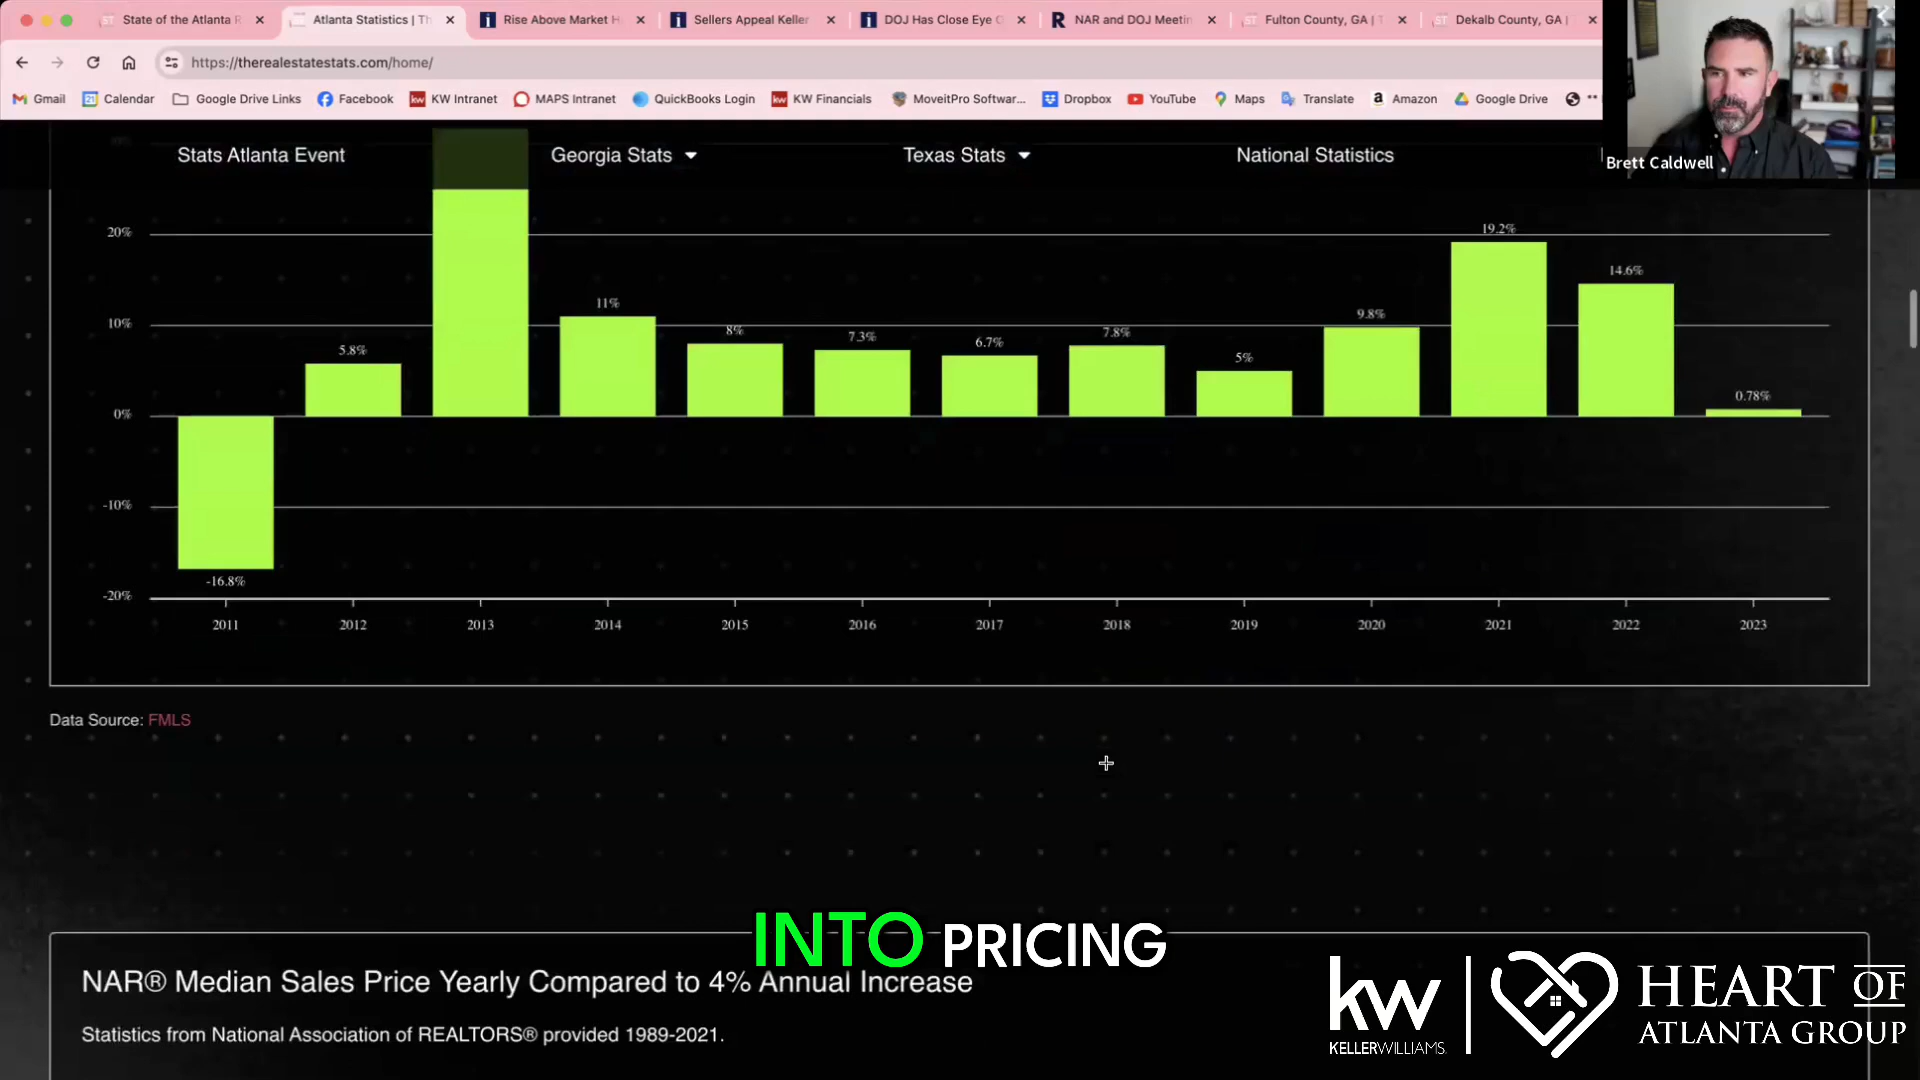 State of the Atlanta R
Atlanta Statistics | Th
Rise Above Market H
Sellers Appeal Keller
DOJ Has Close Eye O
NAR and DOJ Meetin
Fulton County, GA | T
Dekalb County, GA |
https://therealestatestats.com/home/
Gmail
Calendar
Google Drive Links
Facebook
KW Intranet
MAPS Intranet
QuickBooks Login
KW Financials
MoveitPro Softwar...
Dropbox
YouTube
Maps
Translate
Amazon
Google Drive
Brett Caldwell
Stats Atlanta Event
Georgia Stats
Texas Stats
National Statistics
20%
10%
0%
-10%
-20%
-16.8%
5.8%
11%
8%
7.3%
6.7%
7.8%
5%
9.8%
19.2%
14.6%
0.78%
2011
2012
2013
2014
2015
2016
2017
2018
2019
2020
2021
2022
2023
Data Source: FMLS
INTO PRICING
NAR® Median Sales Price Yearly Compared to 4% Annual Increase
Statistics from National Association of REALTORS® provided 1989-2021.
kw
KELLERWILLIAMS.
HEART OF
ATLANTA GROUP